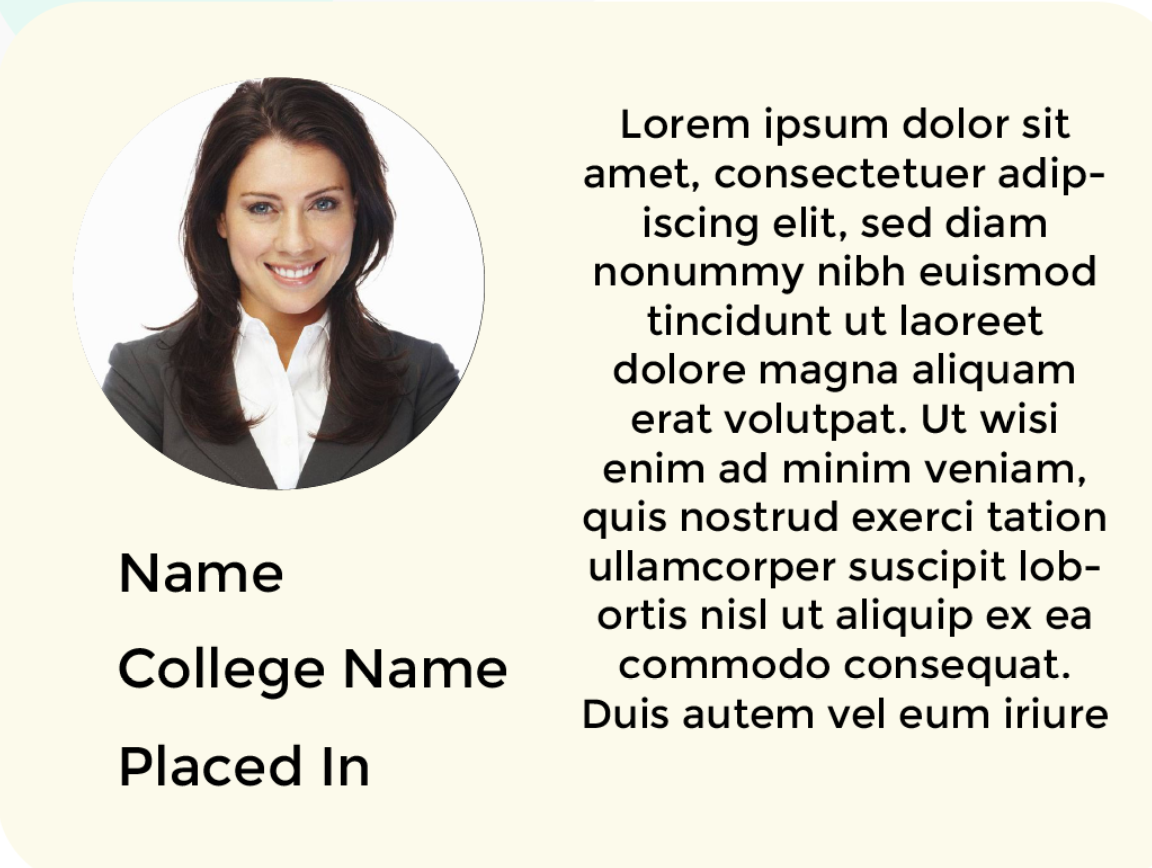 Lorem ipsum dolor sit
amet, consectetuer adip-
iscing elit, sed diam
nonummy nibh euismod
tincidunt ut laoreet
dolore magna aliquam
erat volutpat. Ut wisi
enim ad minim veniam,
quis nostrud exerci tation
ullamcorper suscipit lob-
ortis nisl ut aliquip ex ea
commodo consequat.
Duis autem vel eum iriure
Name
College Name
Placed In